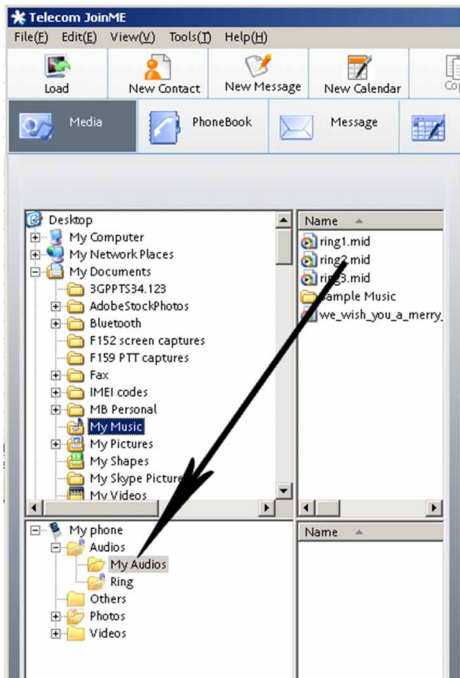 Telecom JoinME
File(F) Edit(E) View(V) Tools(T) Help(H)
Load New Contact New Message New Calendar
Media PhoneBook Message
Desktop
My Computer
My Network Places
My Documents
3GPPTS34.123
AdobeStockPhotos
Bluetooth
F152 screen captures
F159 PTT captures
Fax
IMEI codes
MB Personal
My Music
My Pictures
My Shapes
My Skype Picture
My Videos
Name
ring1.mid
ring2.mid
ring3.mid
Sample Music
we_wish_you_a_merry_
My phone
Audios
My Audios
Ring
Others
Photos
Videos
Name